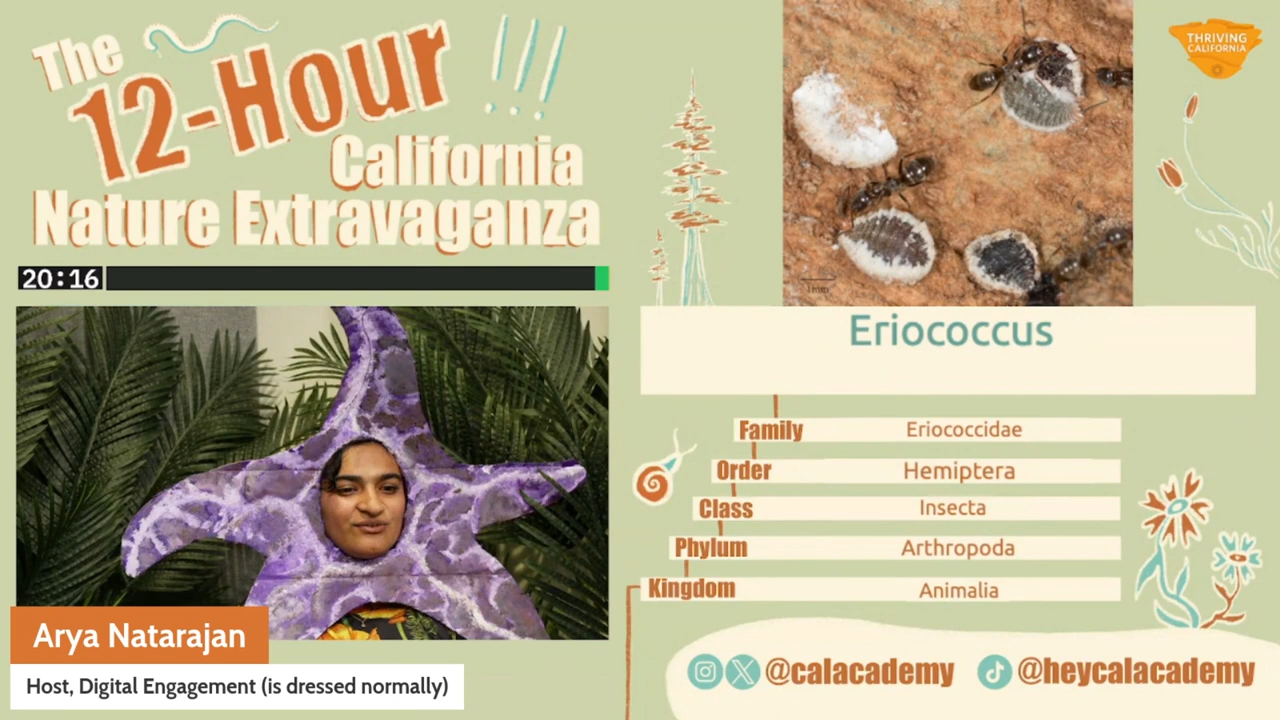 The
12-Hour
!!!
California
Nature Extravaganza
20:16
THRIVING
CALIFORNIA
1mm
Eriococcus
Family Eriococcidae
Order Hemiptera
Class Insecta
Phylum Arthropoda
Kingdom Animalia
Arya Natarajan
Host, Digital Engagement (is dressed normally)
@calacademy @heycalacademy